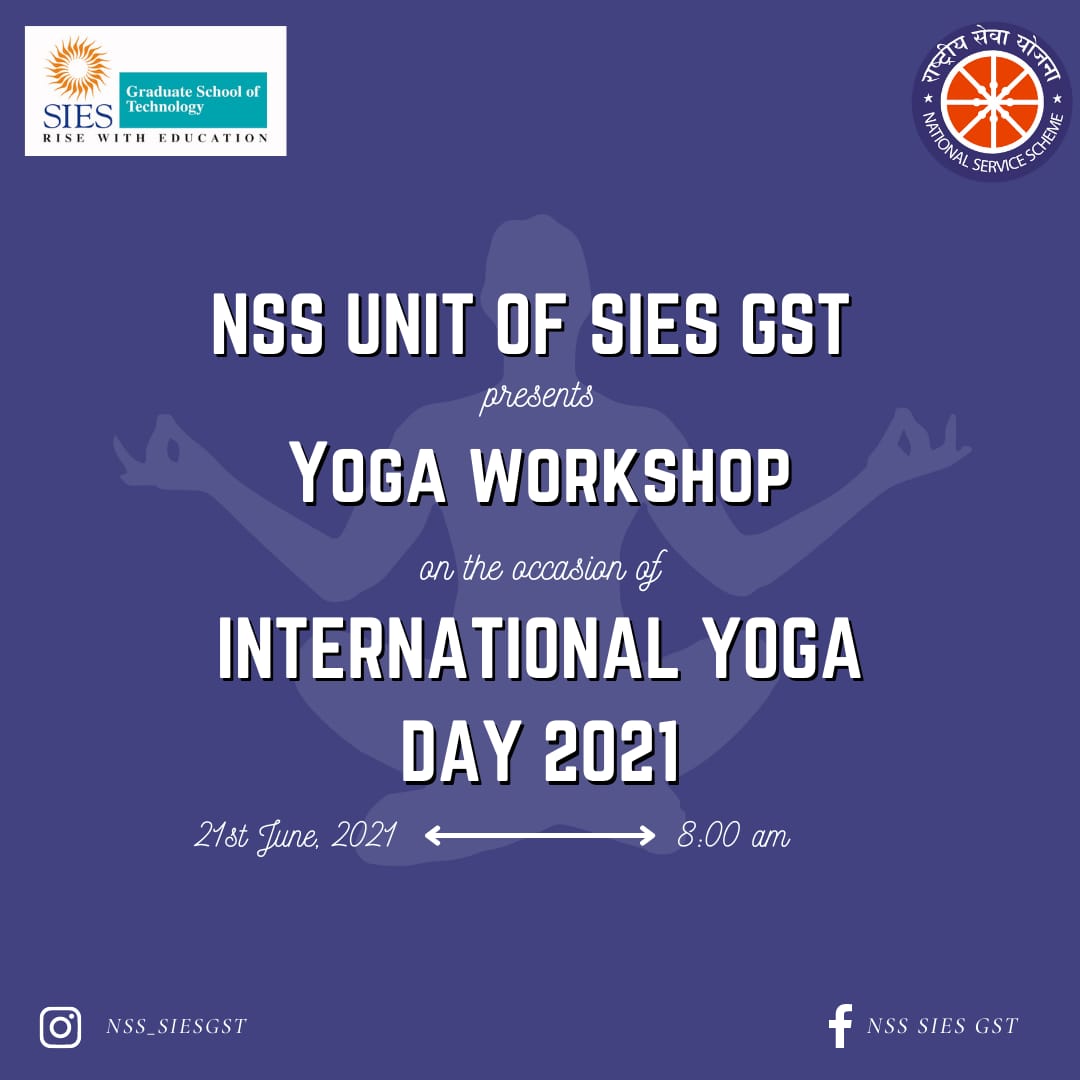 SIES
Graduate School of
Technology
RISE WITH EDUCATION
राष्ट्रीय सेवा योजना
NATIONAL SERVICE SCHEME
NSS UNIT OF SIES GST
presents
YOGA WORKSHOP
on the occasion of
INTERNATIONAL YOGA
DAY 2021
21st June, 2021 8:00 am
NSS_SIESGST
NSS SIES GST